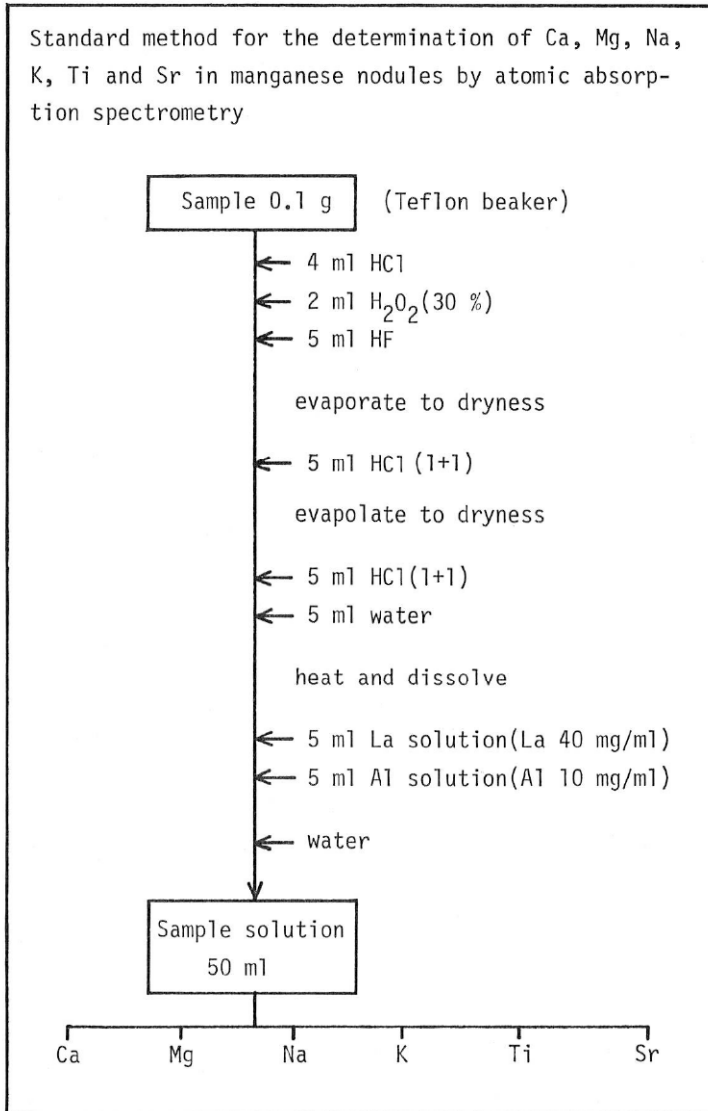 Standard method for the determination of Ca, Mg, Na,
K, Ti and Sr in manganese nodules by atomic absorp-
tion spectrometry
Sample 0.1 g (Teflon beaker)
4 ml HCl
2 ml H2O2(30 %)
5 ml HF
evaporate to dryness
5 ml HCl(1+1)
evapolate to dryness
5 ml HCl(1+1)
5 ml water
heat and dissolve
5 ml La solution(La 40 mg/ml)
5 ml Al solution(Al 10 mg/ml)
water
Sample solution
50 ml
Ca Mg Na K Ti Sr